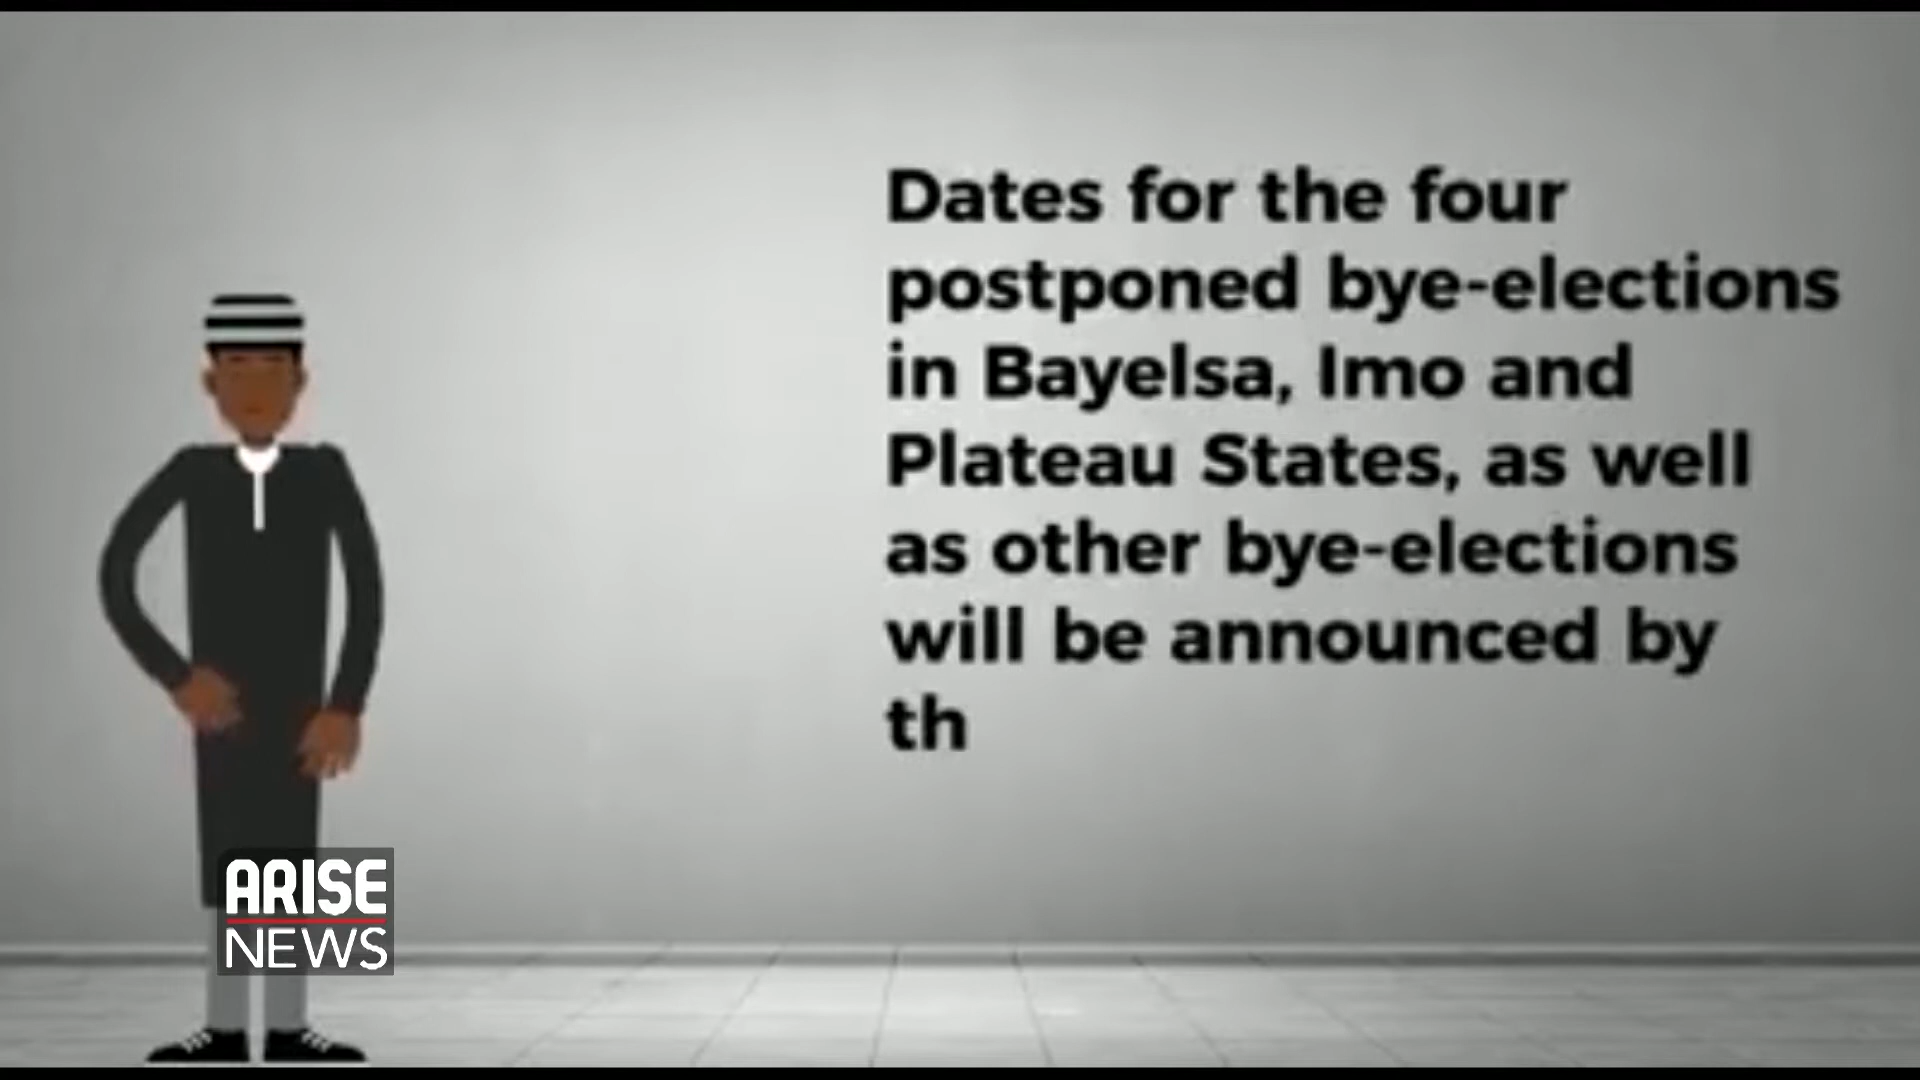 Dates for the four
postponed bye-elections
in Bayelsa, Imo and
Plateau States, as well
as other bye-elections
will be announced by
th
ARISE
NEWS